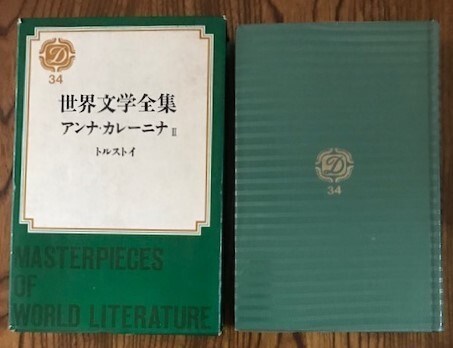 D
34
世界文学全集
アンナ・カレーニナ II
トルストイ
MASTERPIECES
OF
WORLD LITERATURE
D
34